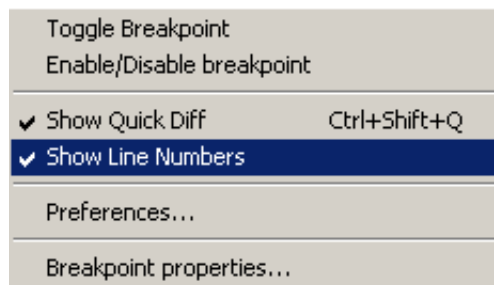 Toggle Breakpoint
Enable/Disable breakpoint
Show Quick Diff Ctrl+Shift+Q
Show Line Numbers
Preferences...
Breakpoint properties...